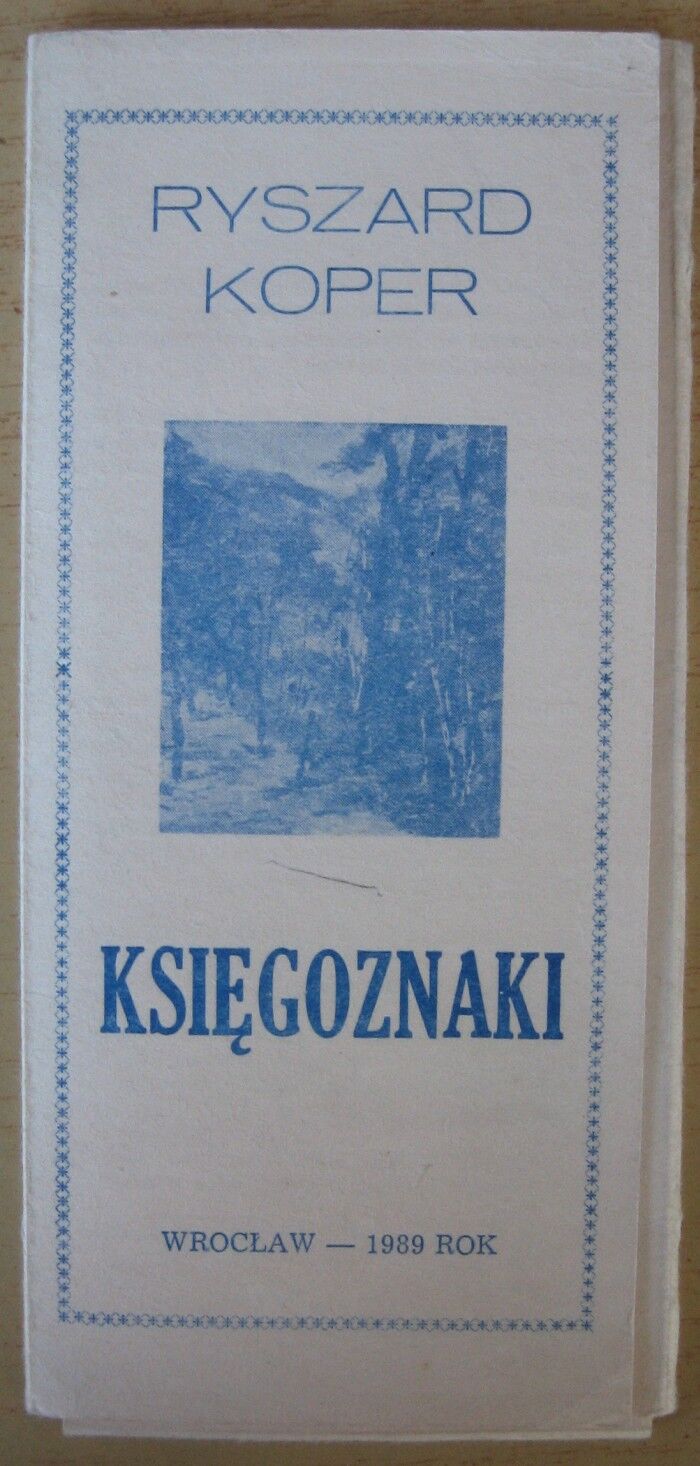 RYSZARD
KOPER
KSIĘGOZNAKI
WROCŁAW — 1989 ROK